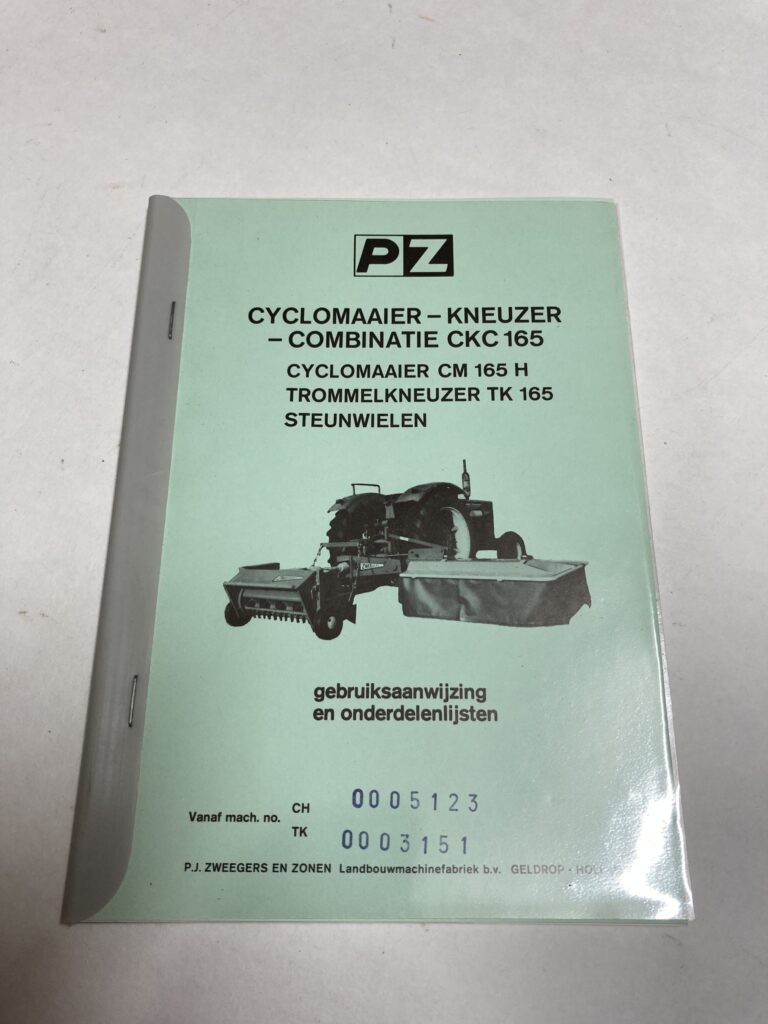 PZ
CYCLOMAAIER – KNEUZER
– COMBINATIE CKC 165
CYCLOMAAIER CM 165 H
TROMMELKNEUZER TK 165
STEUNWIELEN
gebruiksaanwijzing
en onderdelenlijsten
Vanaf mach. no. CH 0005123
TK 0003151
P.J. ZWEEGERS EN ZONEN Landbouwmachinefabriek b.v. GELDROP -